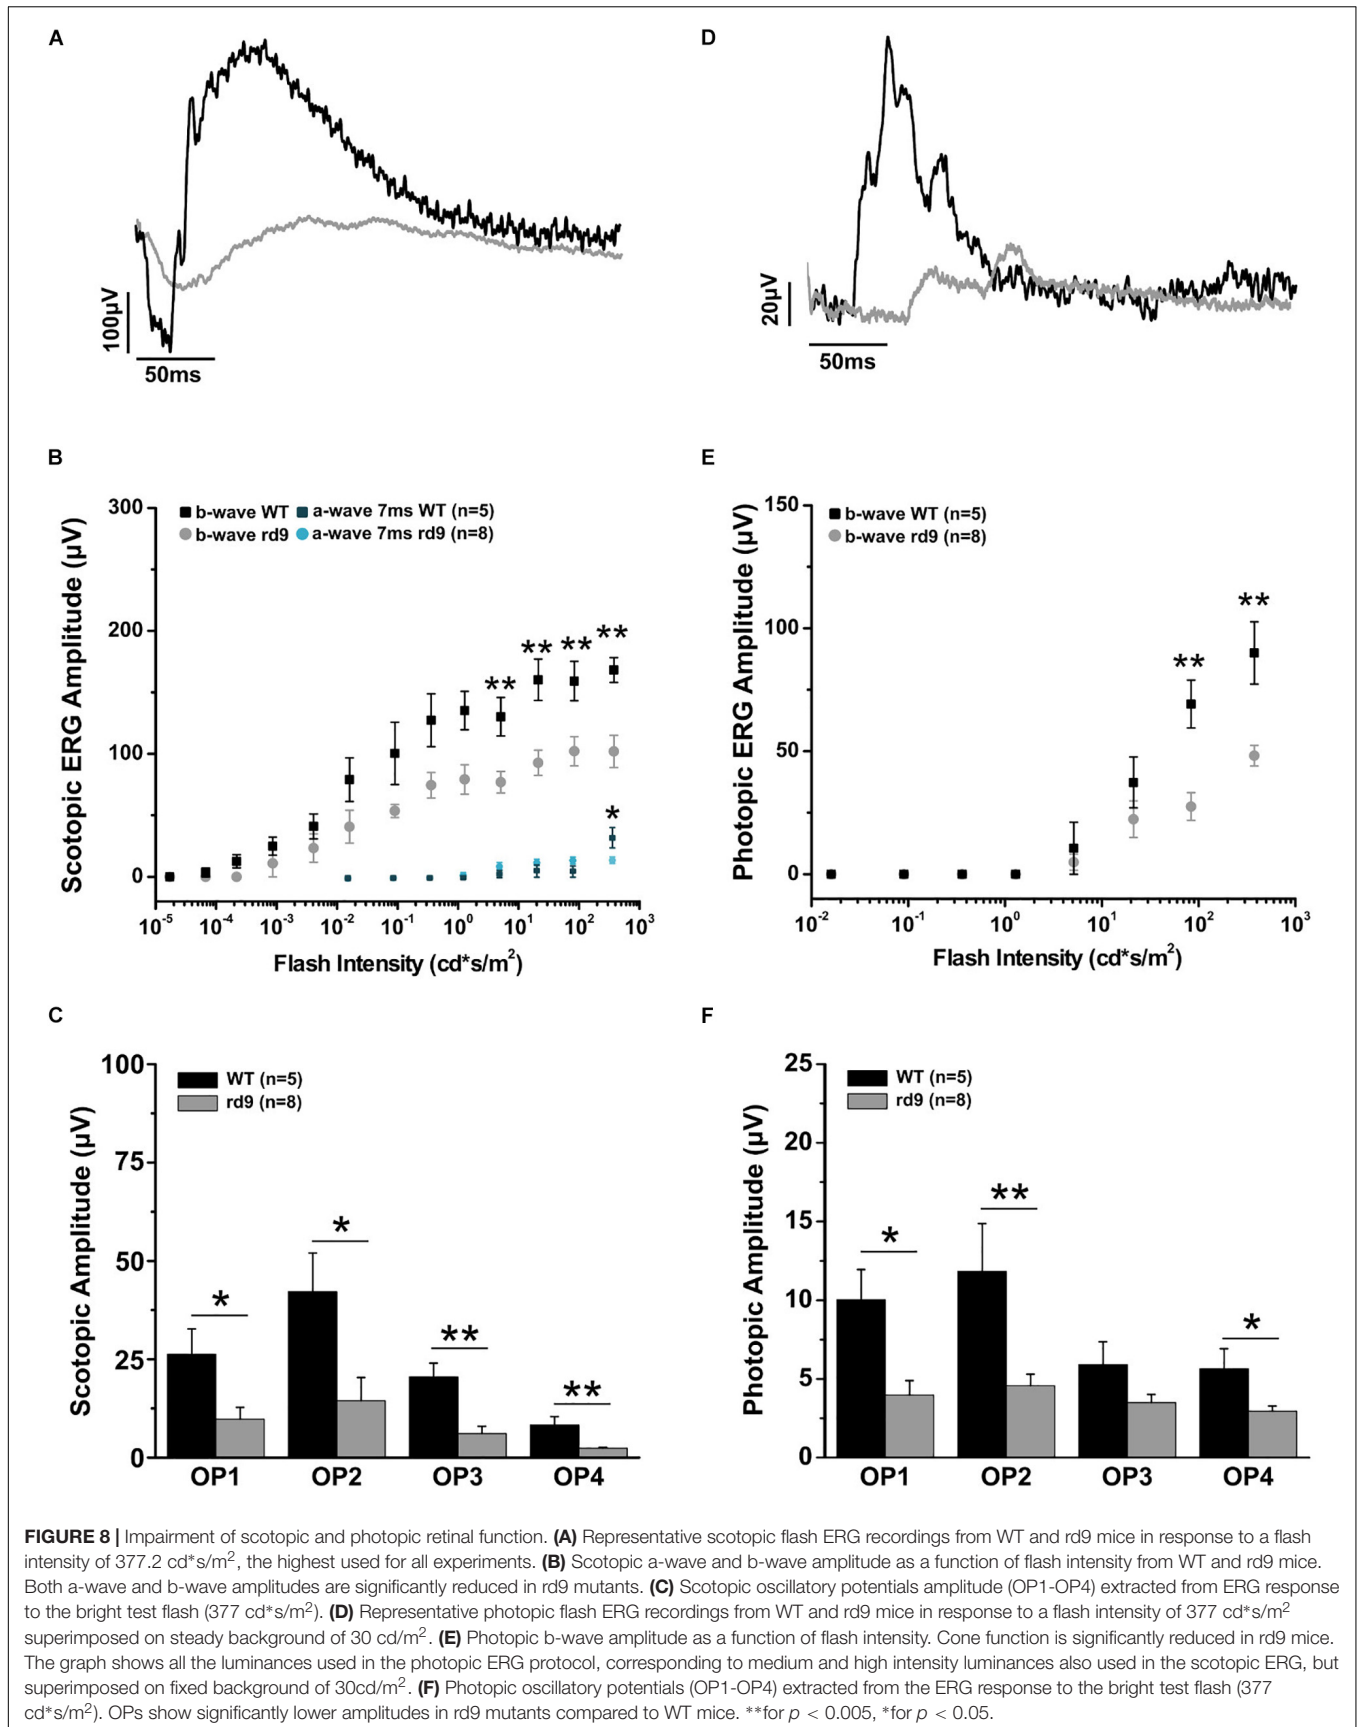 A
100µV
50ms
D
20µV
50ms
B
Scotopic ERG Amplitude (µV)
300
200
100
0
b-wave WT
a-wave 7ms WT (n=5)
b-wave rd9
a-wave 7ms rd9 (n=8)
**
**
**
**
*
10⁻⁵ 10⁻⁴ 10⁻³ 10⁻² 10⁻¹ 10⁰ 10¹ 10² 10³
Flash Intensity (cd*s/m²)
E
Photopic ERG Amplitude (µV)
150
100
50
0
b-wave WT (n=5)
b-wave rd9 (n=8)
**
**
10⁻² 10⁻¹ 10⁰ 10¹ 10² 10³
Flash Intensity (cd*s/m²)
C
Scotopic Amplitude (µV)
100
75
50
25
0
WT (n=5)
rd9 (n=8)
*
*
**
**
OP1 OP2 OP3 OP4
F
Photopic Amplitude (µV)
25
20
15
10
5
0
WT (n=5)
rd9 (n=8)
*
**
*
OP1 OP2 OP3 OP4
FIGURE 8 | Impairment of scotopic and photopic retinal function. (A) Representative scotopic flash ERG recordings from WT and rd9 mice in response to a flash
intensity of 377.2 cd*s/m², the highest used for all experiments. (B) Scotopic a-wave and b-wave amplitude as a function of flash intensity from WT and rd9 mice.
Both a-wave and b-wave amplitudes are significantly reduced in rd9 mutants. (C) Scotopic oscillatory potentials amplitude (OP1-OP4) extracted from ERG response
to the bright test flash (377 cd*s/m²). (D) Representative photopic flash ERG recordings from WT and rd9 mice in response to a flash intensity of 377 cd*s/m²
superimposed on steady background of 30 cd/m². (E) Photopic b-wave amplitude as a function of flash intensity. Cone function is significantly reduced in rd9 mice.
The graph shows all the luminances used in the photopic ERG protocol, corresponding to medium and high intensity luminances also used in the scotopic ERG, but
superimposed on fixed background of 30cd/m². (F) Photopic oscillatory potentials (OP1-OP4) extracted from the ERG response to the bright test flash (377
cd*s/m²). OPs show significantly lower amplitudes in rd9 mutants compared to WT mice. **for p < 0.005, *for p < 0.05.